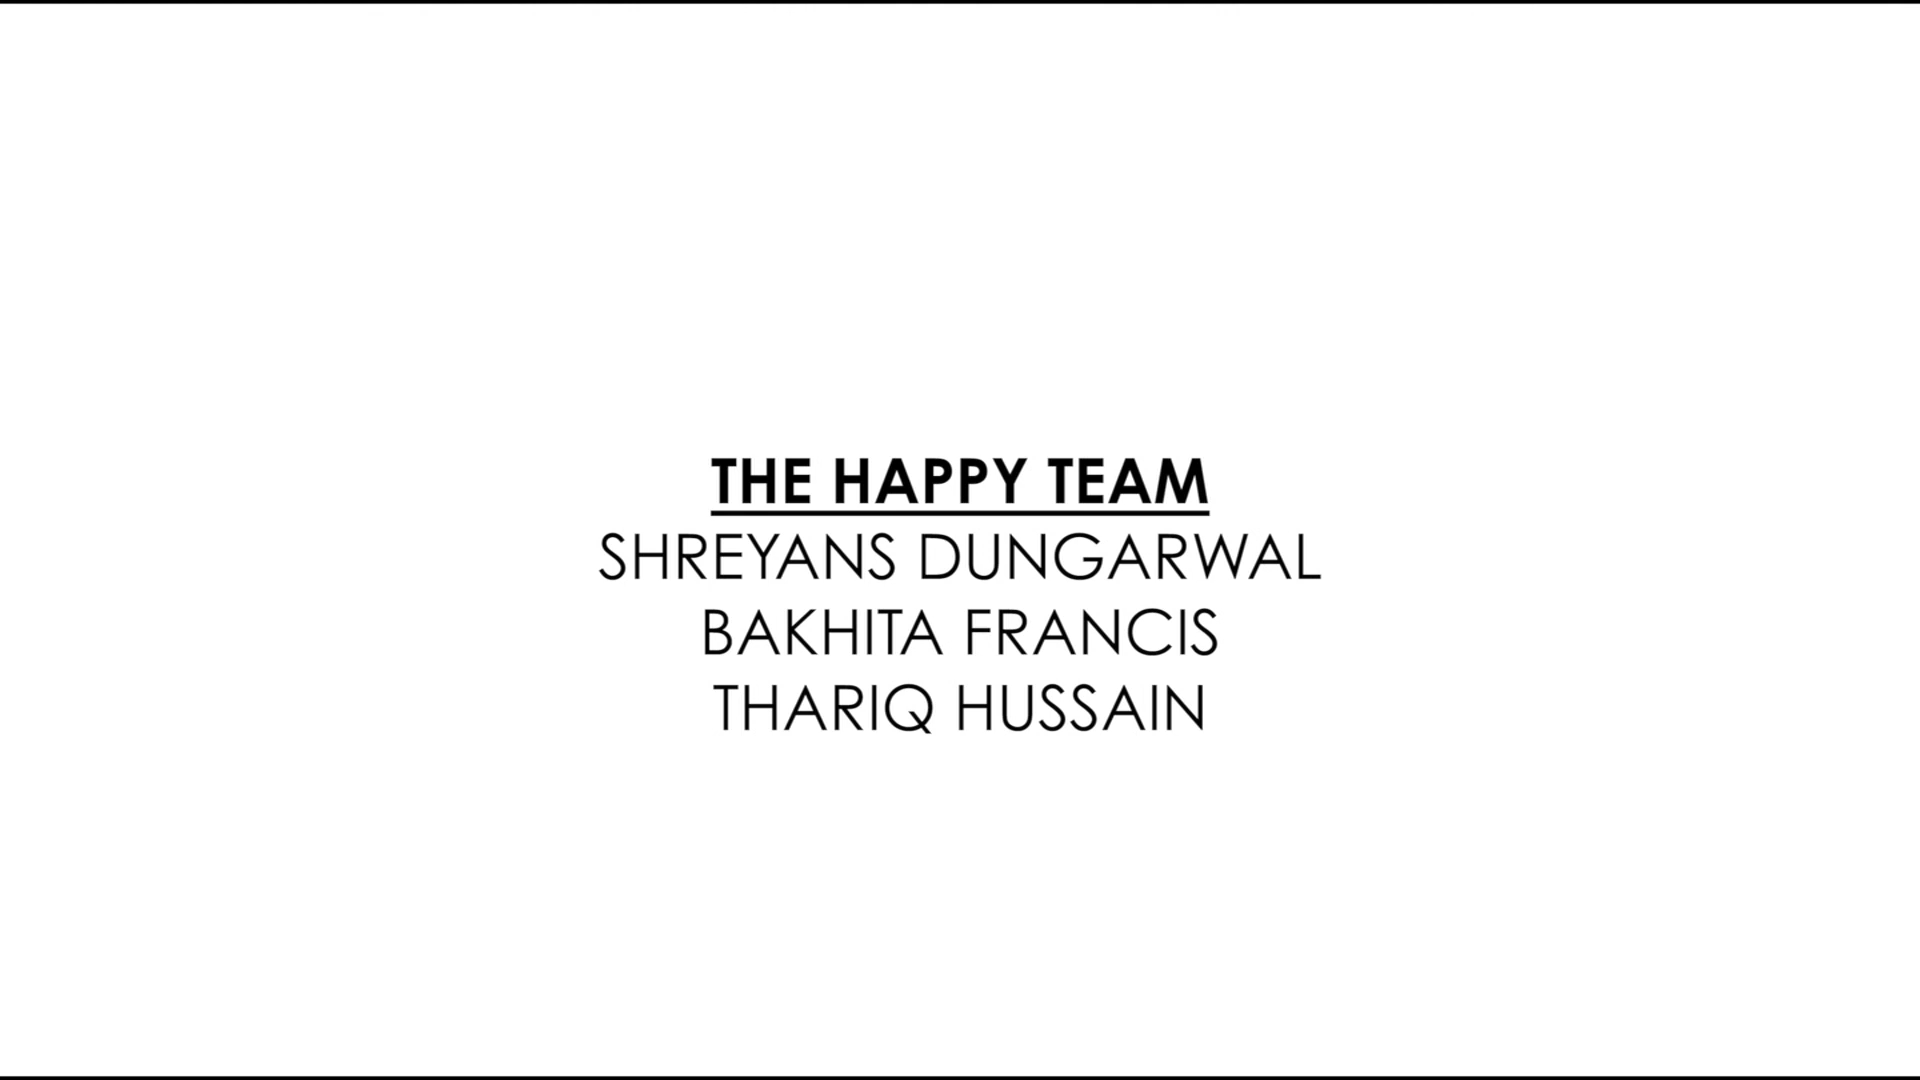 THE HAPPY TEAM
SHREYANS DUNGARWAL
BAKHITA FRANCIS
THARIQ HUSSAIN